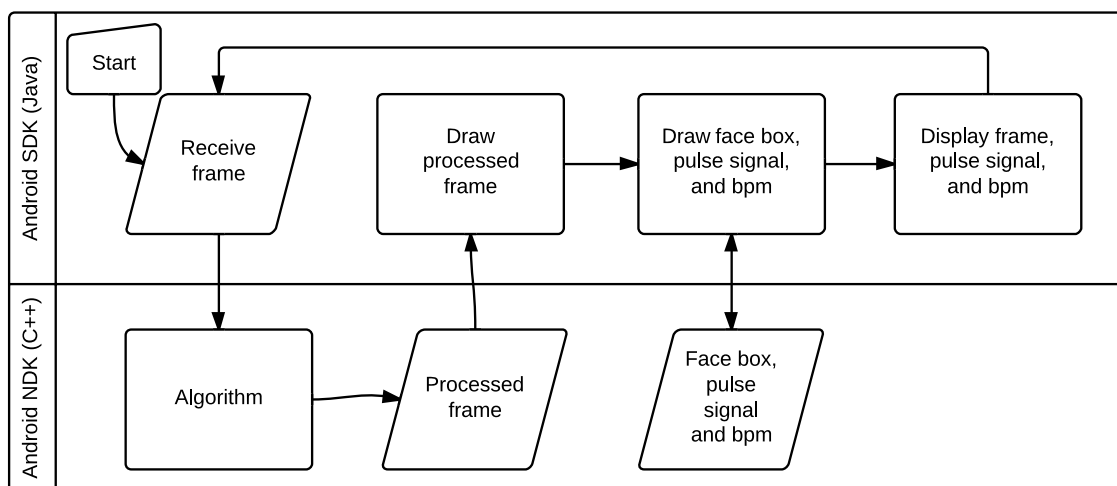 Android SDK (Java)
Start
Receive
frame
Draw
processed
frame
Draw face box,
pulse signal,
and bpm
Display frame,
pulse signal,
and bpm
Android NDK (C++)
Algorithm
Processed
frame
Face box,
pulse
signal
and bpm